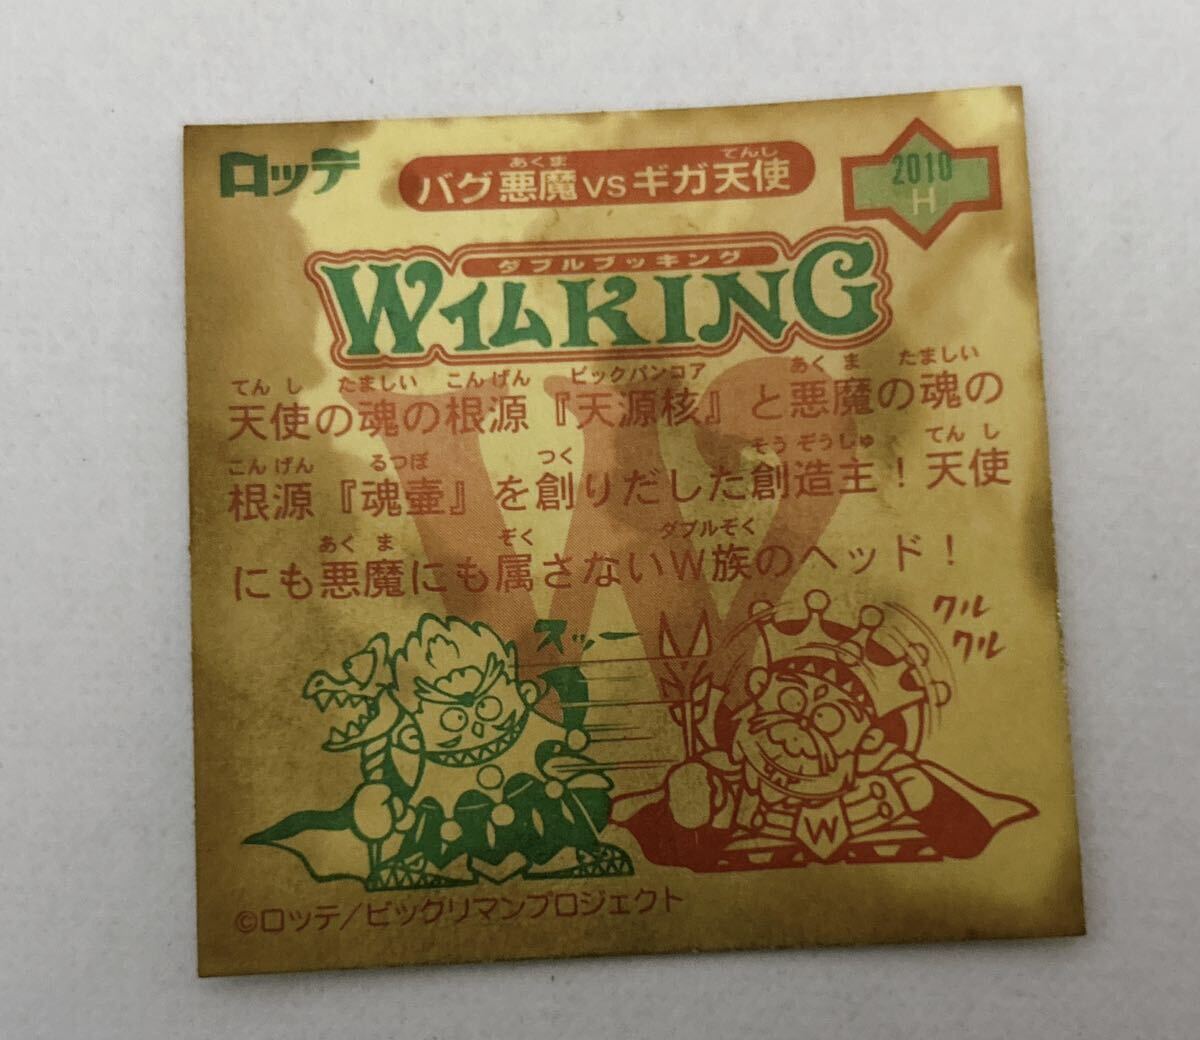 ロッテ
バグ悪魔vsギガ天使
あくま てんし
2010
H
ダブルブッキング
W仏KING
てんし たましい こんげん ビックバンコア あくま たましい
天使の魂の根源『天源核』と悪魔の魂の
こんげん るつぼ つく そうぞうしゅ てんし
根源『魂壷』を創りだした創造主！天使
あくま ぞく ダブルぞく
にも悪魔にも属さないW族のヘッド！
ズッー
クル
クル
W
©ロッテ/ビックリマンプロジェクト